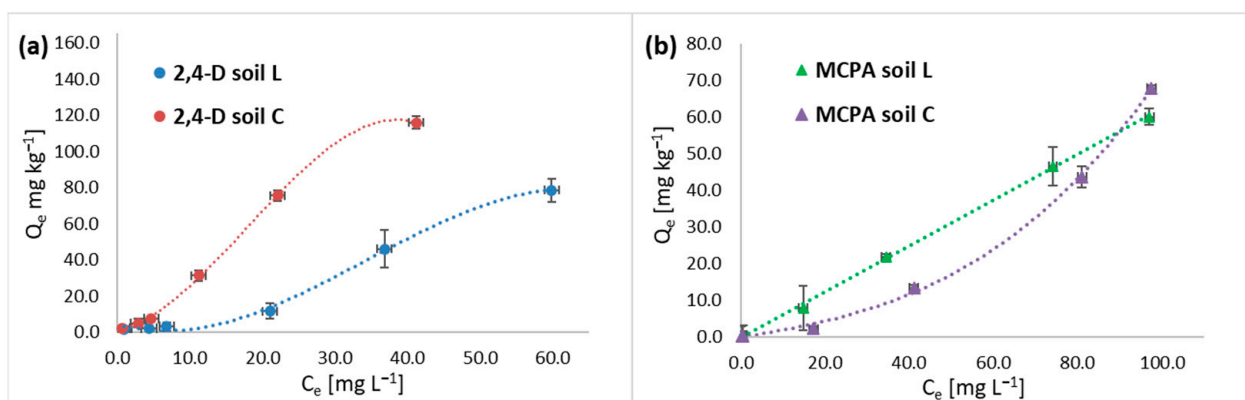 (a)
160.0
140.0
120.0
100.0
80.0
60.0
40.0
20.0
0.0
Qₑ mg kg⁻¹
2,4-D soil L
2,4-D soil C
0.0 10.0 20.0 30.0 40.0 50.0 60.0
Cₑ [mg L⁻¹]
(b)
80.0
70.0
60.0
50.0
40.0
30.0
20.0
10.0
0.0
Qₑ [mg kg⁻¹]
MCPA soil L
MCPA soil C
0.0 20.0 40.0 60.0 80.0 100.0
Cₑ [mg L⁻¹]